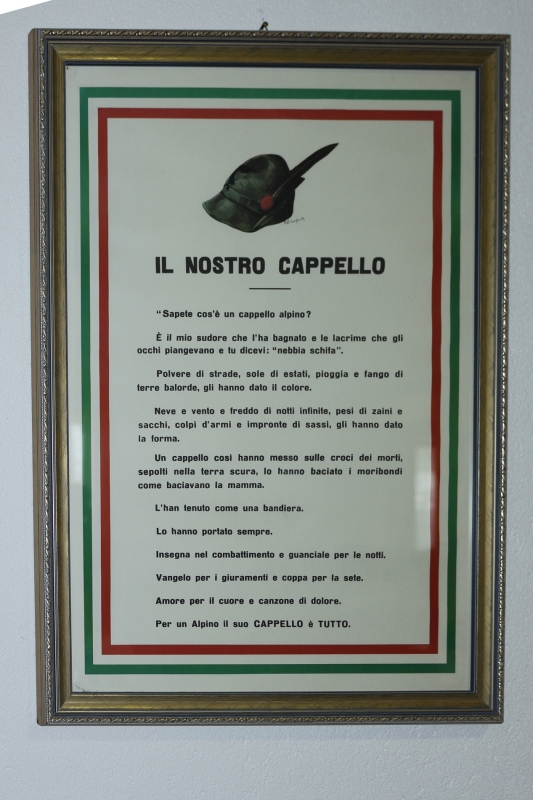 IL NOSTRO CAPPELLO
“Sapete cos'è un cappello alpino?
È il mio sudore che l'ha bagnato e le lacrime che gli
occhi piangevano e tu dicevi: “nebbia schifa”.
Polvere di strade, sole di estati, pioggia e fango di
terre balorde, gli hanno dato il colore.
Neve e vento e freddo di notti infinite, pesi di zaini e
sacchi, colpi d'armi e impronte di sassi, gli hanno dato
la forma.
Un cappello così hanno messo sulle croci dei morti,
sepolti nella terra scura, lo hanno baciato i moribondi
come baciavano la mamma.
L'han tenuto come una bandiera.
Lo hanno portato sempre.
Insegna nel combattimento e guanciale per le notti.
Vangelo per i giuramenti e coppa per la sete.
Amore per il cuore e canzone di dolore.
Per un Alpino il suo CAPPELLO è TUTTO.